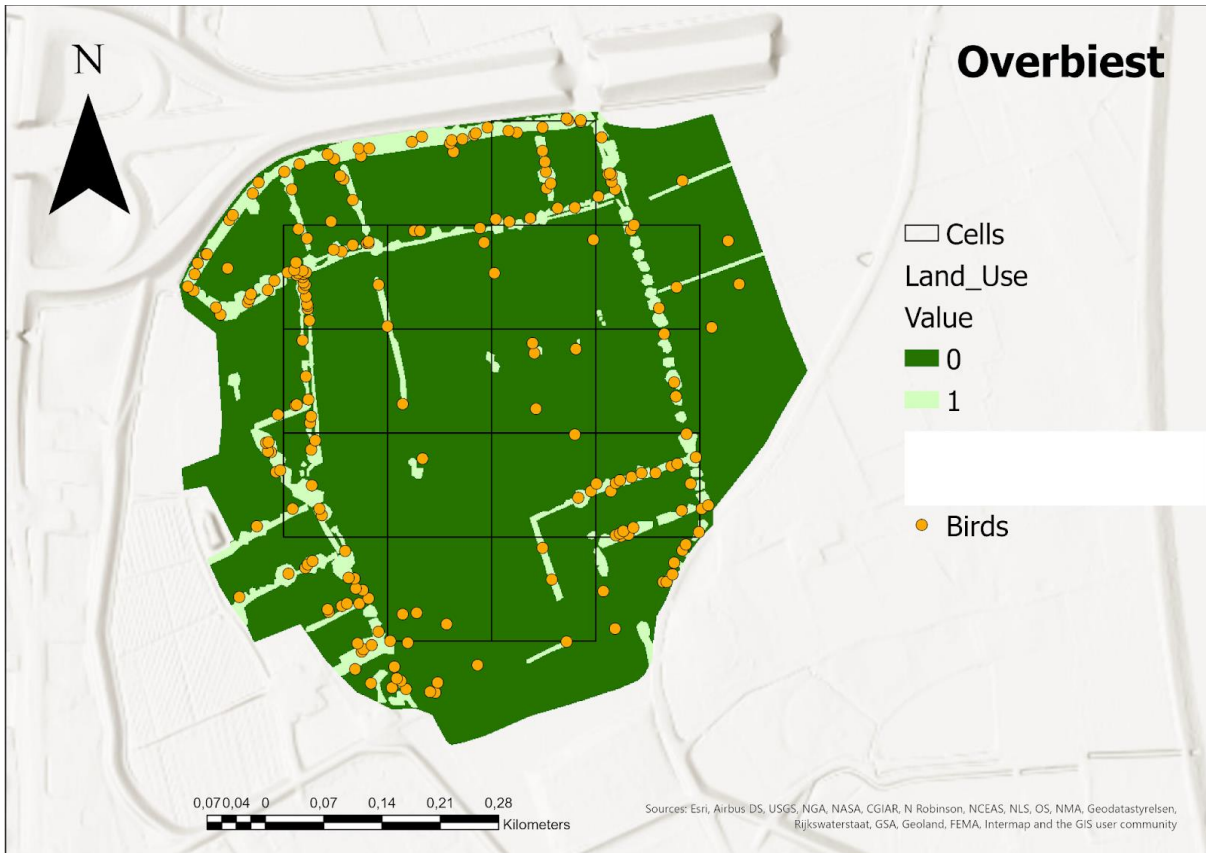 N
Overbiest
Cells
Land_Use
Value
0
1
Birds
0,07 0,04 0 0,07 0,14 0,21 0,28
Kilometers
Sources: Esri, Airbus DS, USGS, NGA, NASA, CGIAR, N Robinson, NCEAS, NLS, OS, NMA, Geodatastyrelsen,
Rijkswaterstaat, GSA, Geoland, FEMA, Intermap and the GIS user community